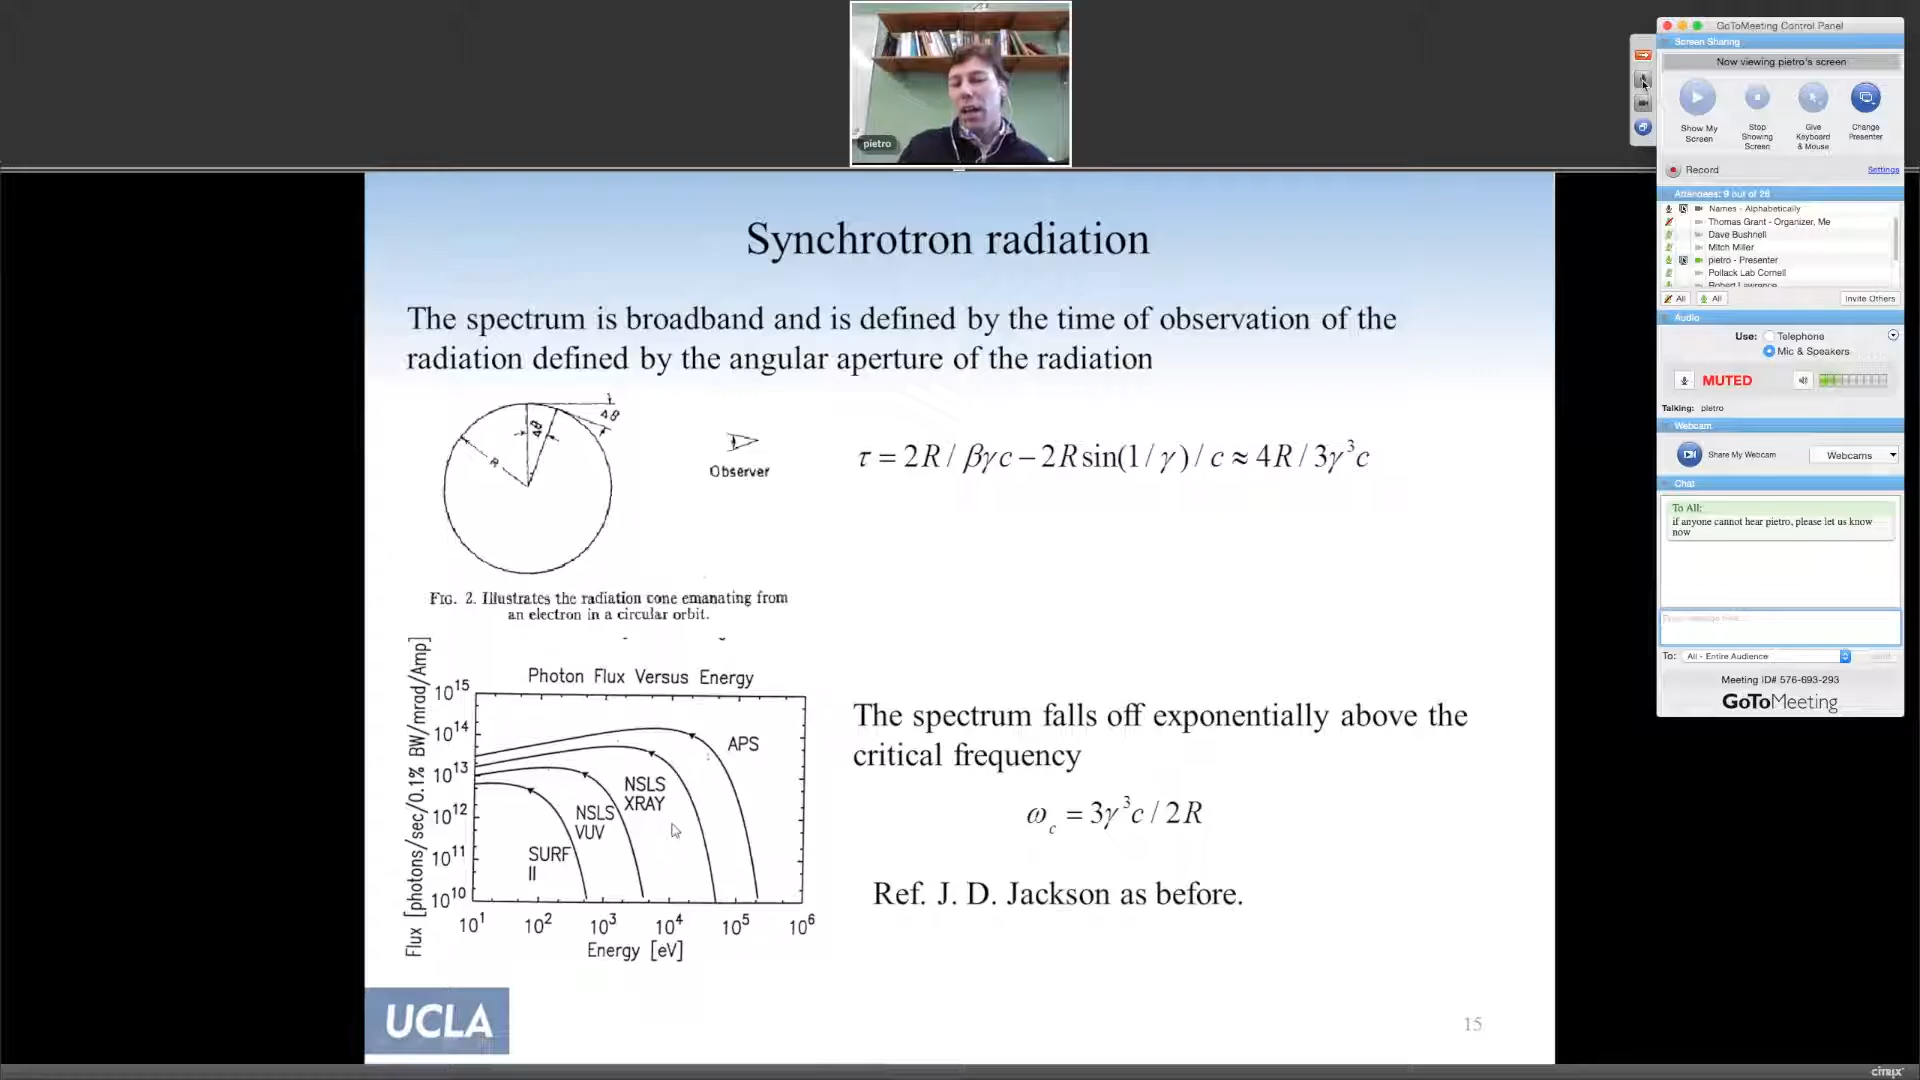 pietro
Synchrotron radiation
The spectrum is broadband and is defined by the time of observation of the
radiation defined by the angular aperture of the radiation
Δθ
Δθ
R
Observer
τ = 2R / βγc − 2R sin(1/γ) / c ≈ 4R / 3γ³c
FIG. 2. Illustrates the radiation cone emanating from
an electron in a circular orbit.
Photon Flux Versus Energy
Flux [photons/sec/0.1% BW/mrad/Amp]
10¹⁵
10¹⁴
10¹³
10¹²
10¹¹
10¹⁰
APS
NSLS
XRAY
NSLS
VUV
SURF
II
10¹ 10² 10³ 10⁴ 10⁵ 10⁶
Energy [eV]
The spectrum falls off exponentially above the
critical frequency
ω_c = 3γ³c / 2R
Ref. J. D. Jackson as before.
UCLA
15
GoToMeeting Control Panel
Screen Sharing
Now viewing pietro's screen
Show My
Screen
Stop
Showing
Screen
Give
Keyboard
& Mouse
Change
Presenter
Record
Settings
Attendees: 9 out of 26
Names - Alphabetically
Thomas Grant - Organizer, Me
Dave Bushnell
Mitch Miller
pietro - Presenter
Pollack Lab Cornell
Robert Lawrence
All
All
Invite Others
Audio
Use:
Telephone
Mic & Speakers
MUTED
Talking: pietro
Webcam
Share My Webcam
Webcams
Chat
To All:
if anyone cannot hear pietro, please let us know
now
To: All - Entire Audience
Meeting ID# 576-693-293
GoToMeeting
citrix